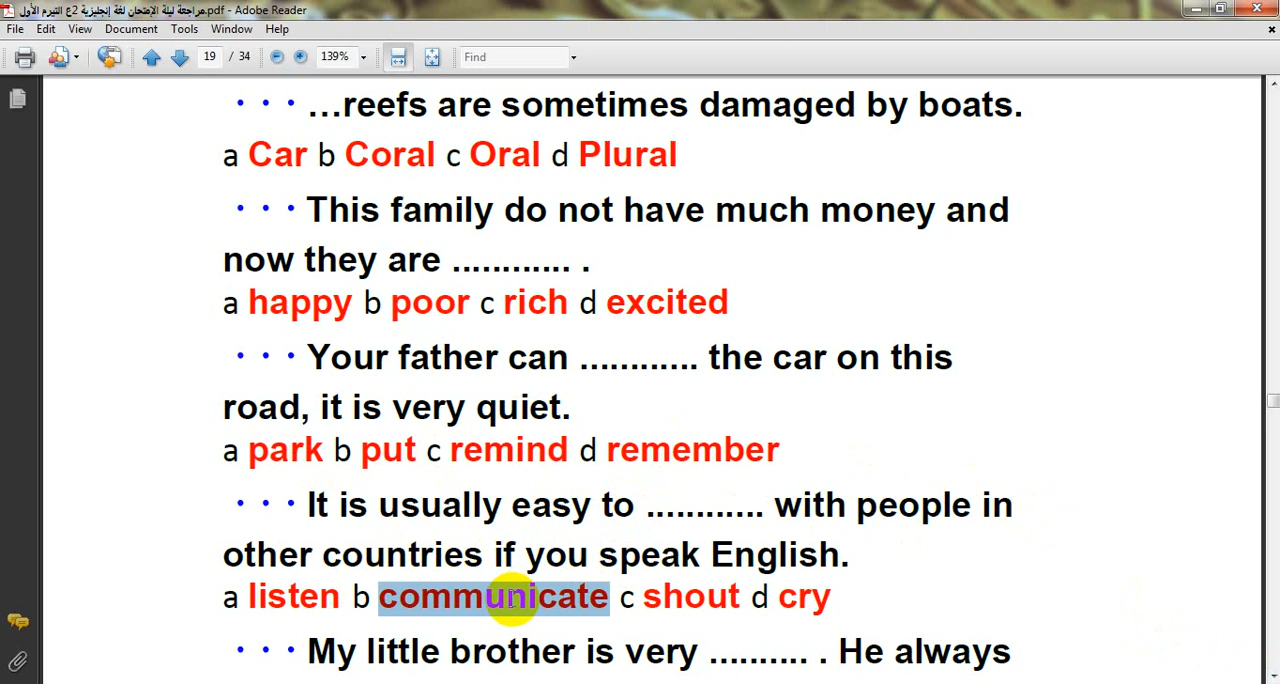 مراجعة ليلة الإمتحان لغة إنجليزية 2ع التيرم الأول.pdf - Adobe Reader
File Edit View Document Tools Window Help
19 / 34 139% Find
...reefs are sometimes damaged by boats.
a Car b Coral c Oral d Plural
This family do not have much money and
now they are ............ .
a happy b poor c rich d excited
Your father can ............ the car on this
road, it is very quiet.
a park b put c remind d remember
It is usually easy to ............ with people in
other countries if you speak English.
a listen b communicate c shout d cry
My little brother is very .......... . He always